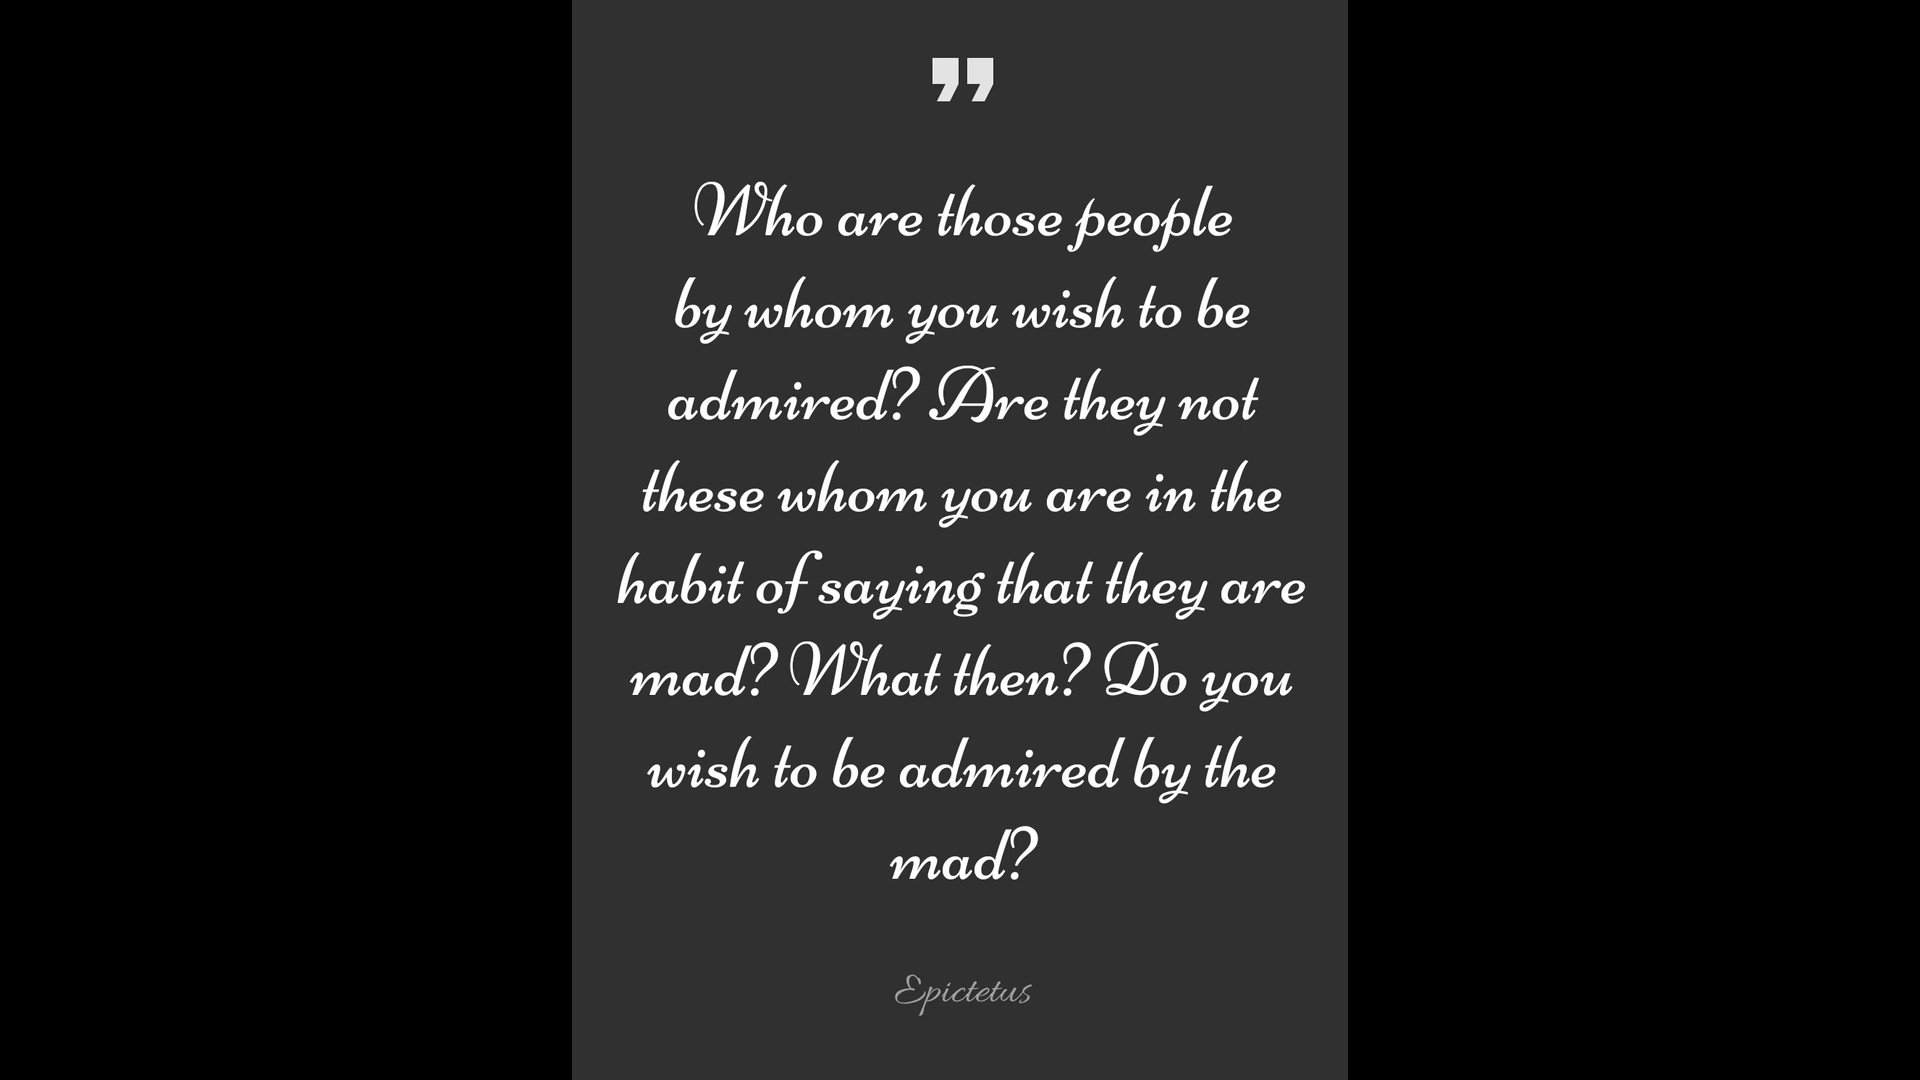 ”
Who are those people
by whom you wish to be
admired? Are they not
these whom you are in the
habit of saying that they are
mad? What then? Do you
wish to be admired by the
mad?
Epictetus